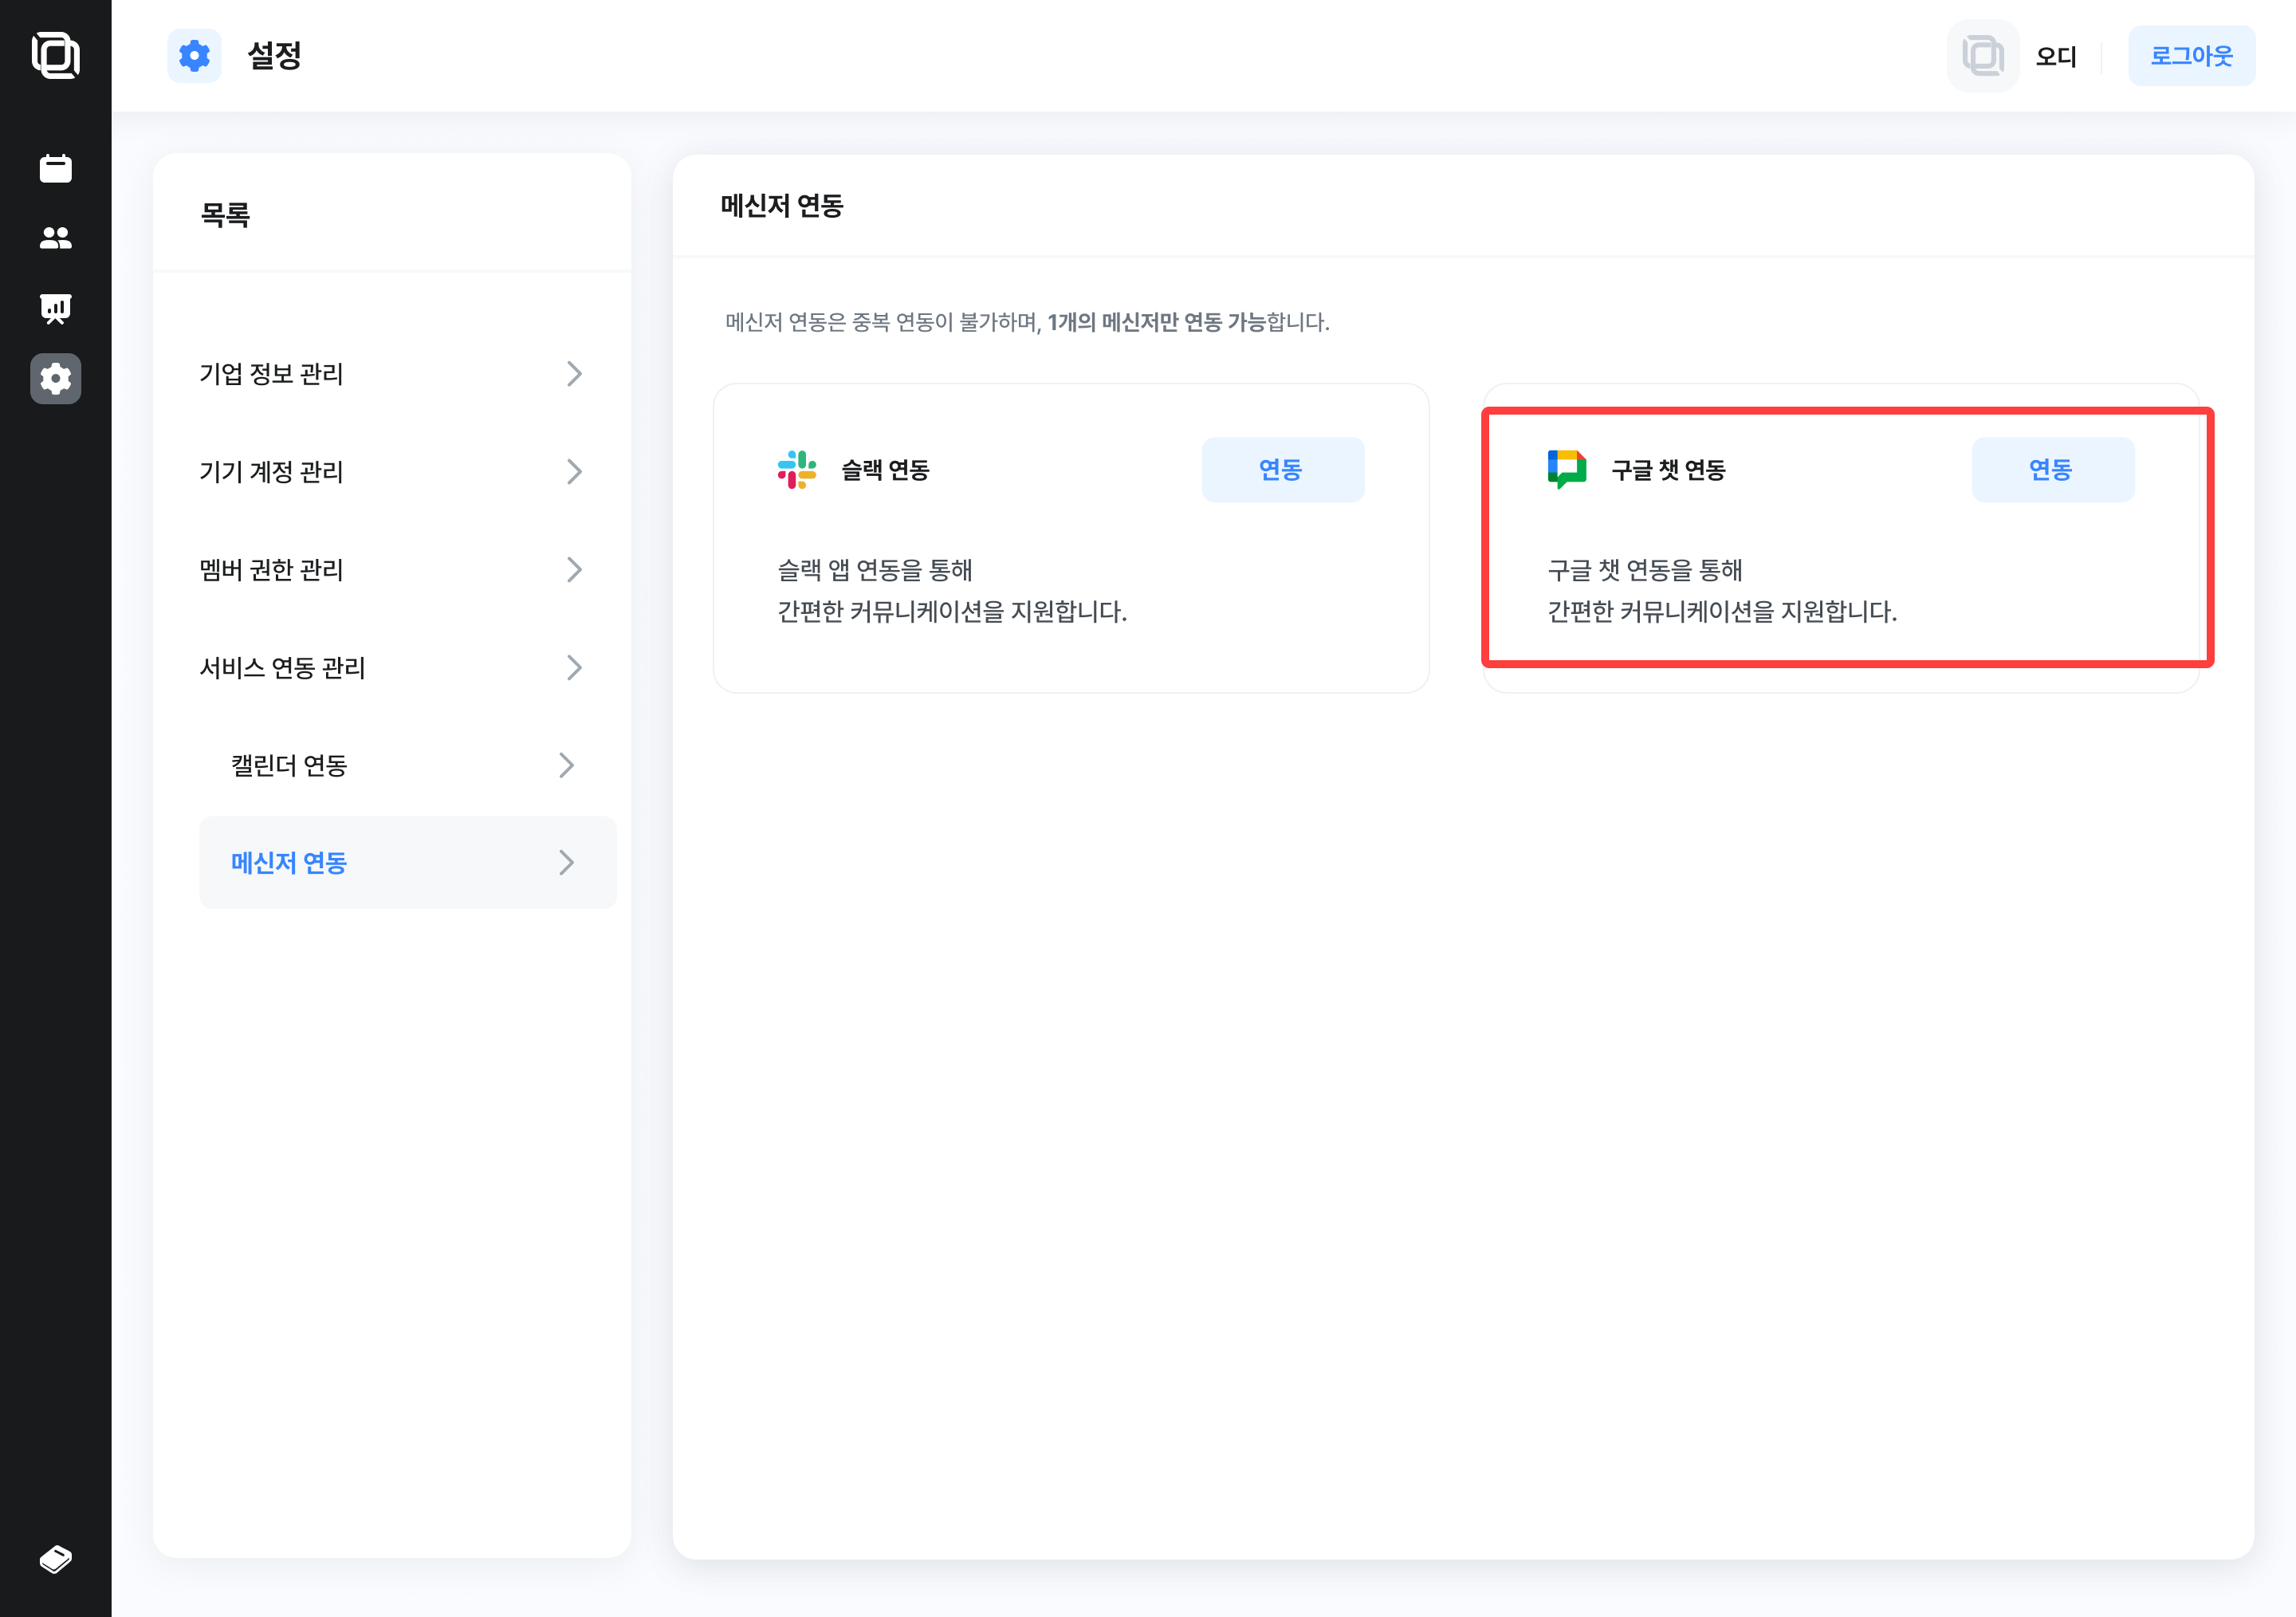 설정
오디
로그아웃
목록
기업 정보 관리
기기 계정 관리
멤버 권한 관리
서비스 연동 관리
캘린더 연동
메신저 연동
메신저 연동
메신저 연동은 중복 연동이 불가하며, 1개의 메신저만 연동 가능합니다.
슬랙 연동
연동
슬랙 앱 연동을 통해
간편한 커뮤니케이션을 지원합니다.
구글 챗 연동
연동
구글 챗 연동을 통해
간편한 커뮤니케이션을 지원합니다.